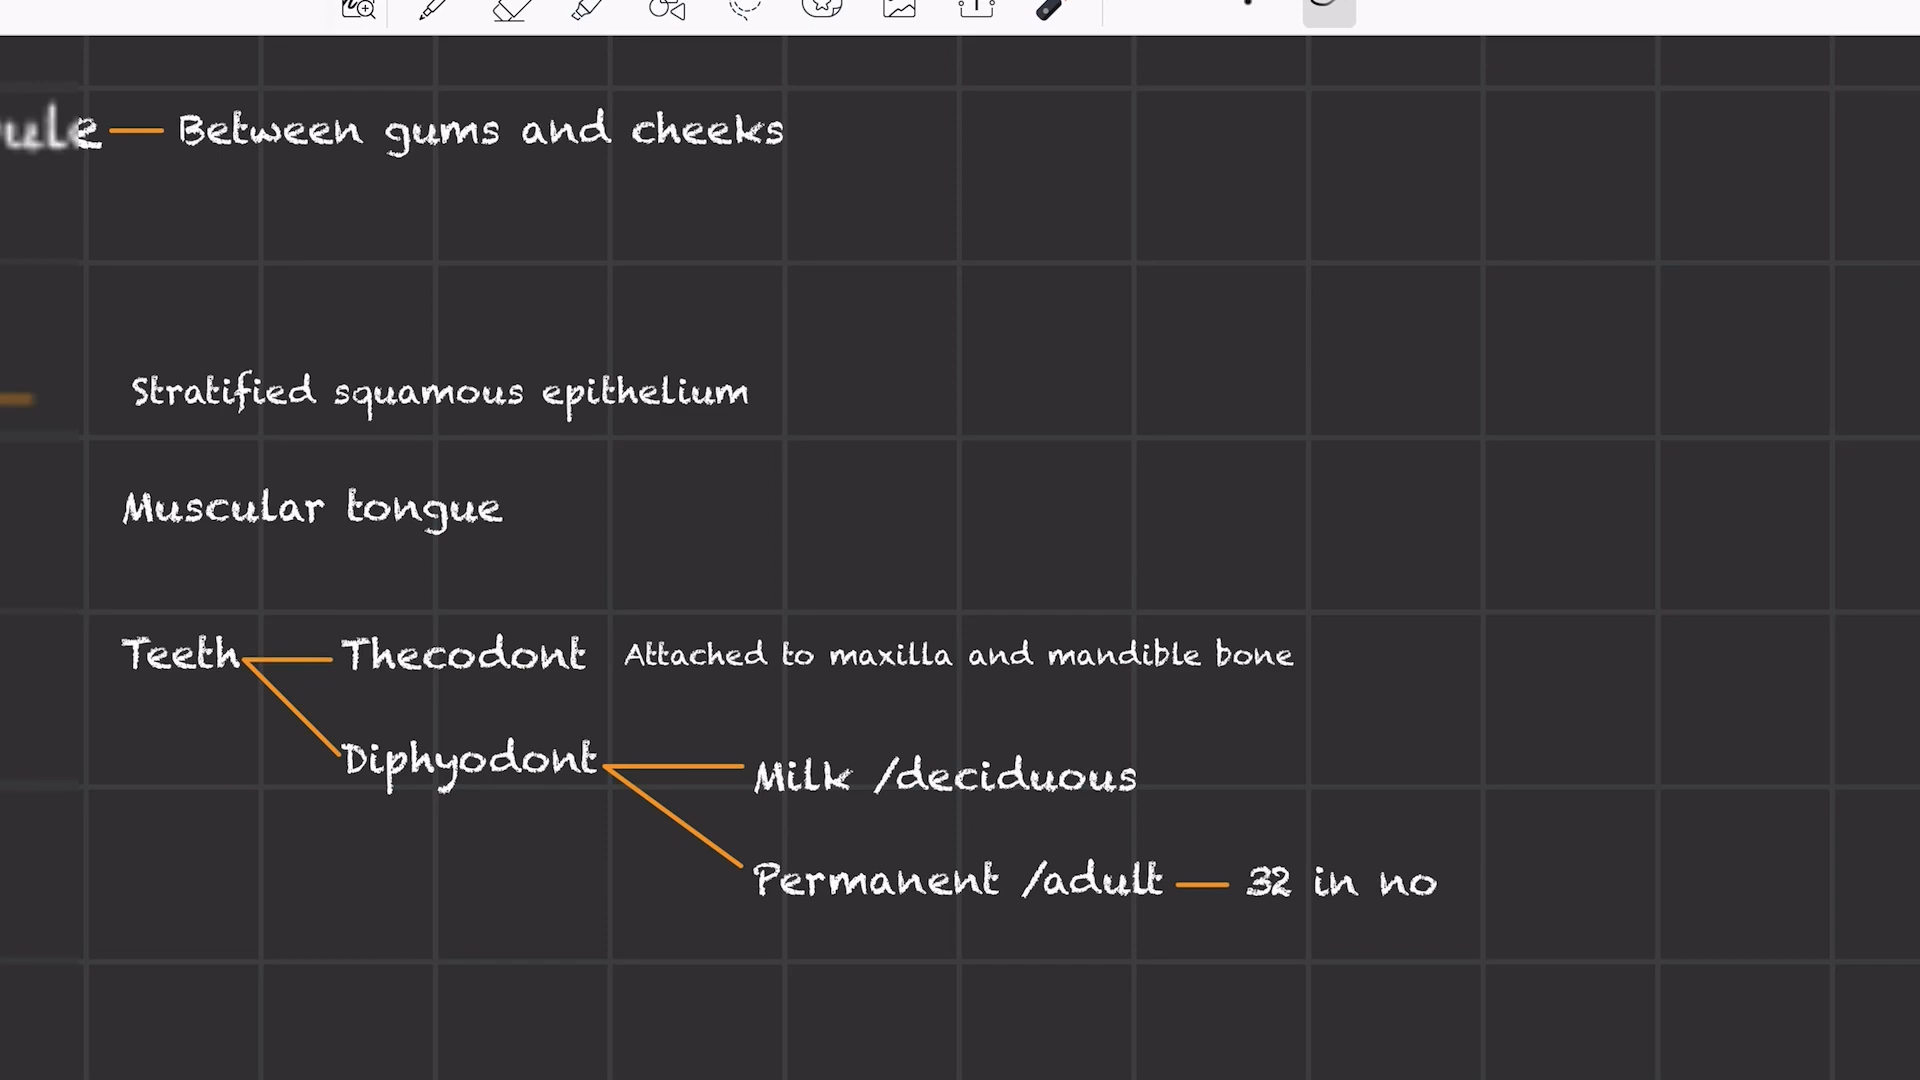 Between gums and cheeks
Stratified squamous epithelium
Muscular tongue
Teeth Thecodont Attached to maxilla and mandible bone
Diphyodont
Milk /deciduous
Permanent /adult 32 in no